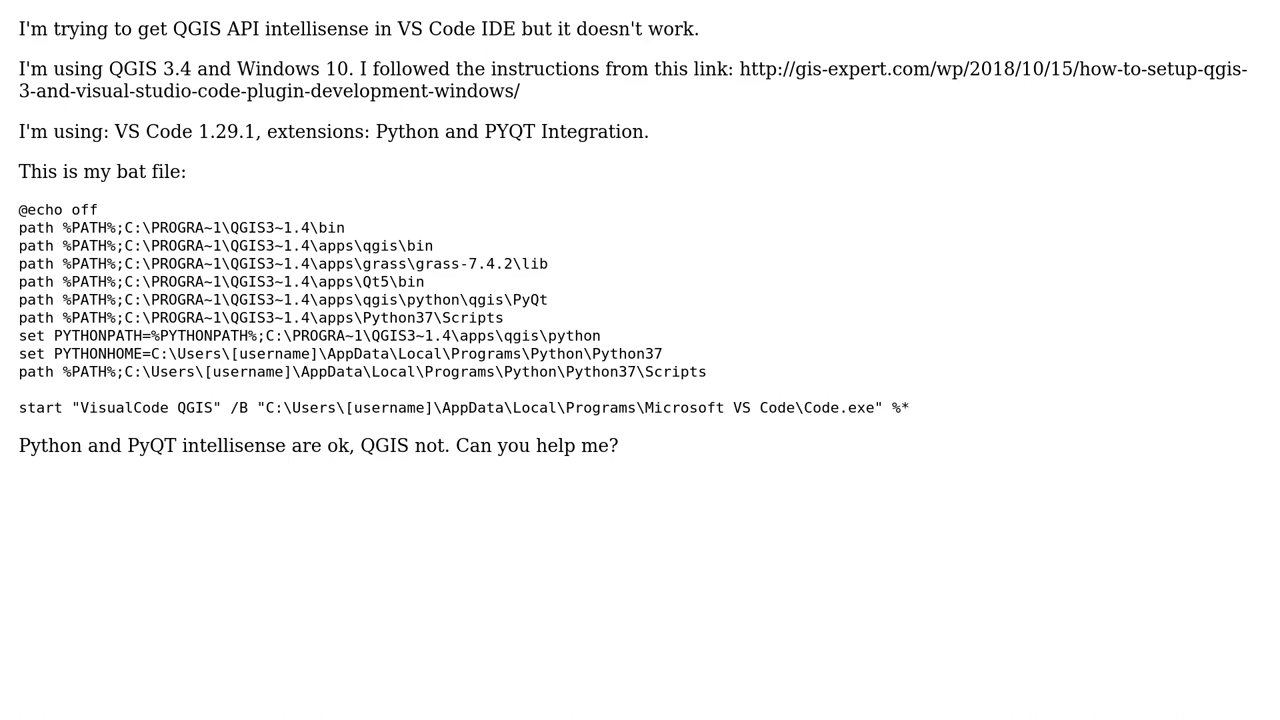 I'm trying to get QGIS API intellisense in VS Code IDE but it doesn't work.
I'm using QGIS 3.4 and Windows 10. I followed the instructions from this link: http://gis-expert.com/wp/2018/10/15/how-to-setup-qgis-
3-and-visual-studio-code-plugin-development-windows/
I'm using: VS Code 1.29.1, extensions: Python and PYQT Integration.
This is my bat file:
@echo off
path %PATH%;C:\PROGRA~1\QGIS3~1.4\bin
path %PATH%;C:\PROGRA~1\QGIS3~1.4\apps\qgis\bin
path %PATH%;C:\PROGRA~1\QGIS3~1.4\apps\grass\grass-7.4.2\lib
path %PATH%;C:\PROGRA~1\QGIS3~1.4\apps\Qt5\bin
path %PATH%;C:\PROGRA~1\QGIS3~1.4\apps\qgis\python\qgis\PyQt
path %PATH%;C:\PROGRA~1\QGIS3~1.4\apps\Python37\Scripts
set PYTHONPATH=%PYTHONPATH%;C:\PROGRA~1\QGIS3~1.4\apps\qgis\python
set PYTHONHOME=C:\Users\[username]\AppData\Local\Programs\Python\Python37
path %PATH%;C:\Users\[username]\AppData\Local\Programs\Python\Python37\Scripts
start "VisualCode QGIS" /B "C:\Users\[username]\AppData\Local\Programs\Microsoft VS Code\Code.exe" %*
Python and PyQT intellisense are ok, QGIS not. Can you help me?